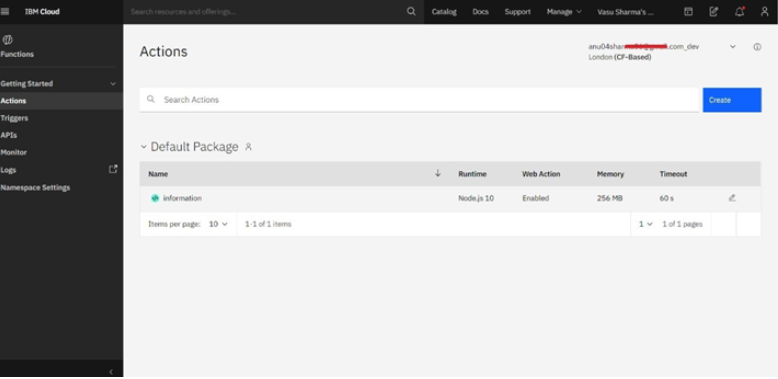 IBM Cloud
Search resources and offerings...
Catalog
Docs
Support
Manage
Vasu Sharma's ...
Functions
Getting Started
Actions
Triggers
APIs
Monitor
Logs
Namespace Settings
Actions
London (CF-Based)
Search Actions
Create
Default Package
Name Runtime Web Action Memory Timeout
information Node.js 10 Enabled 256 MB 60 s
Items per page: 10 1-1 of 1 items 1 1 of 1 pages